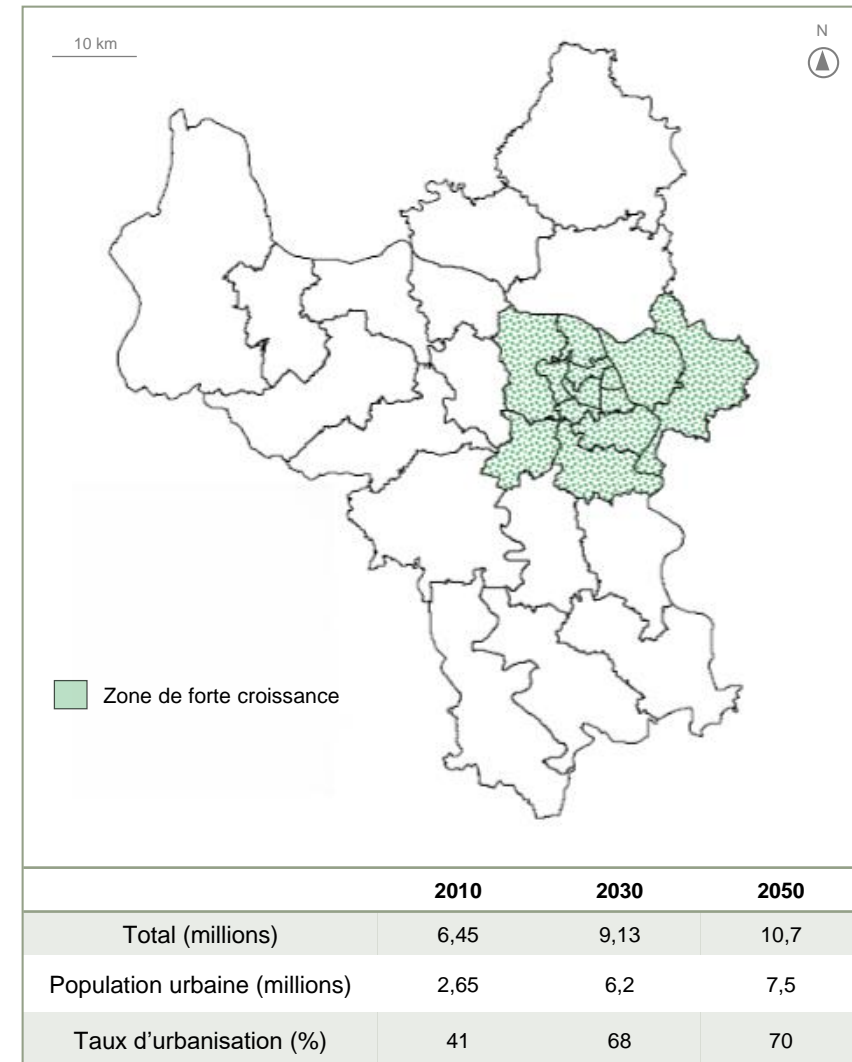 10 km
N
Zone de forte croissance
2010 2030 2050
Total (millions) 6,45 9,13 10,7
Population urbaine (millions) 2,65 6,2 7,5
Taux d’urbanisation (%) 41 68 70